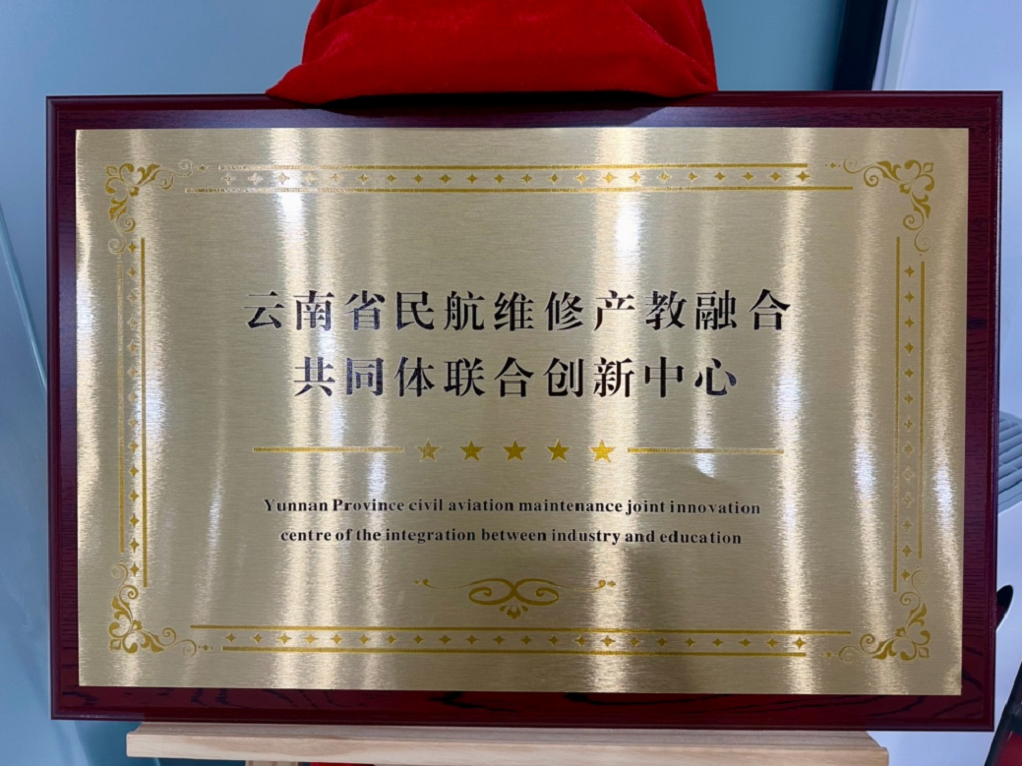 云南省民航维修产教融合
共同体联合创新中心
Yunnan Province civil aviation maintenance joint innovation
centre of the integration between industry and education